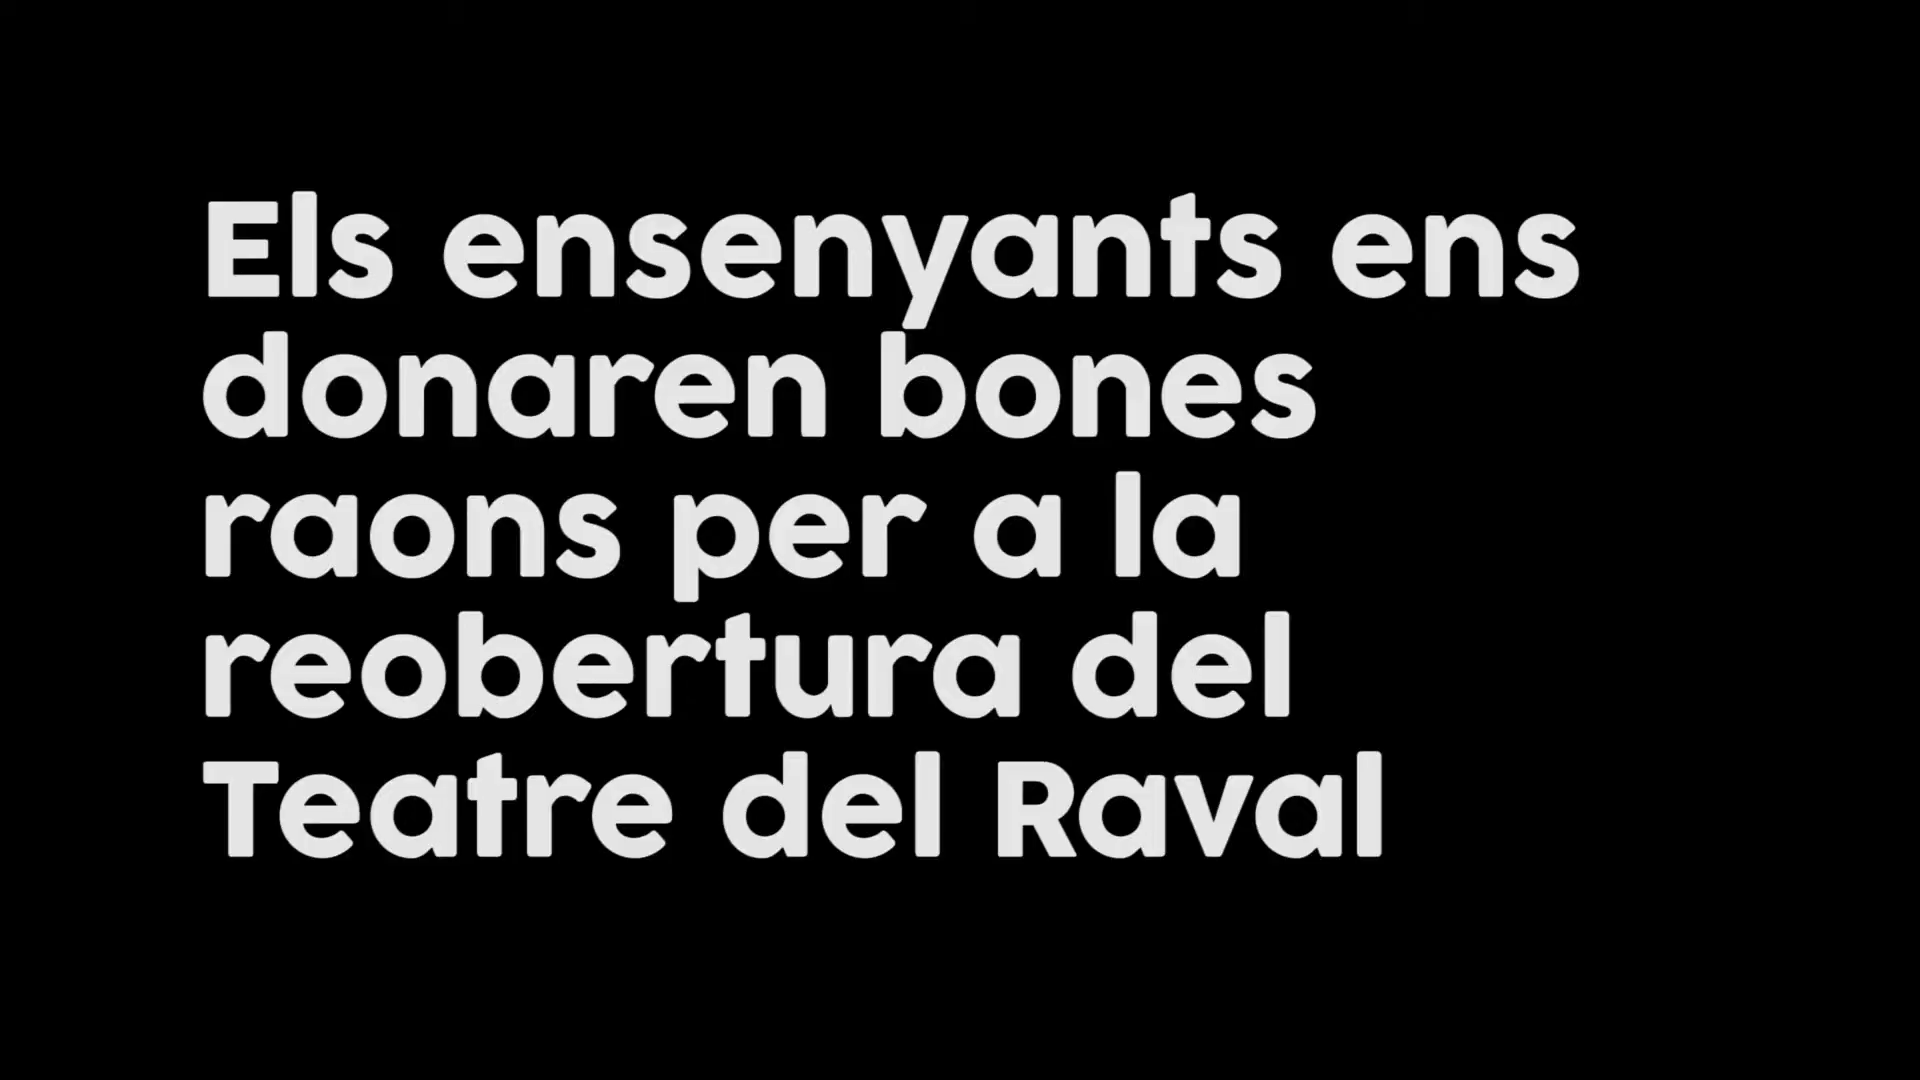 Els ensenyants ens
donaren bones
raons per a la
reobertura del
Teatre del Raval